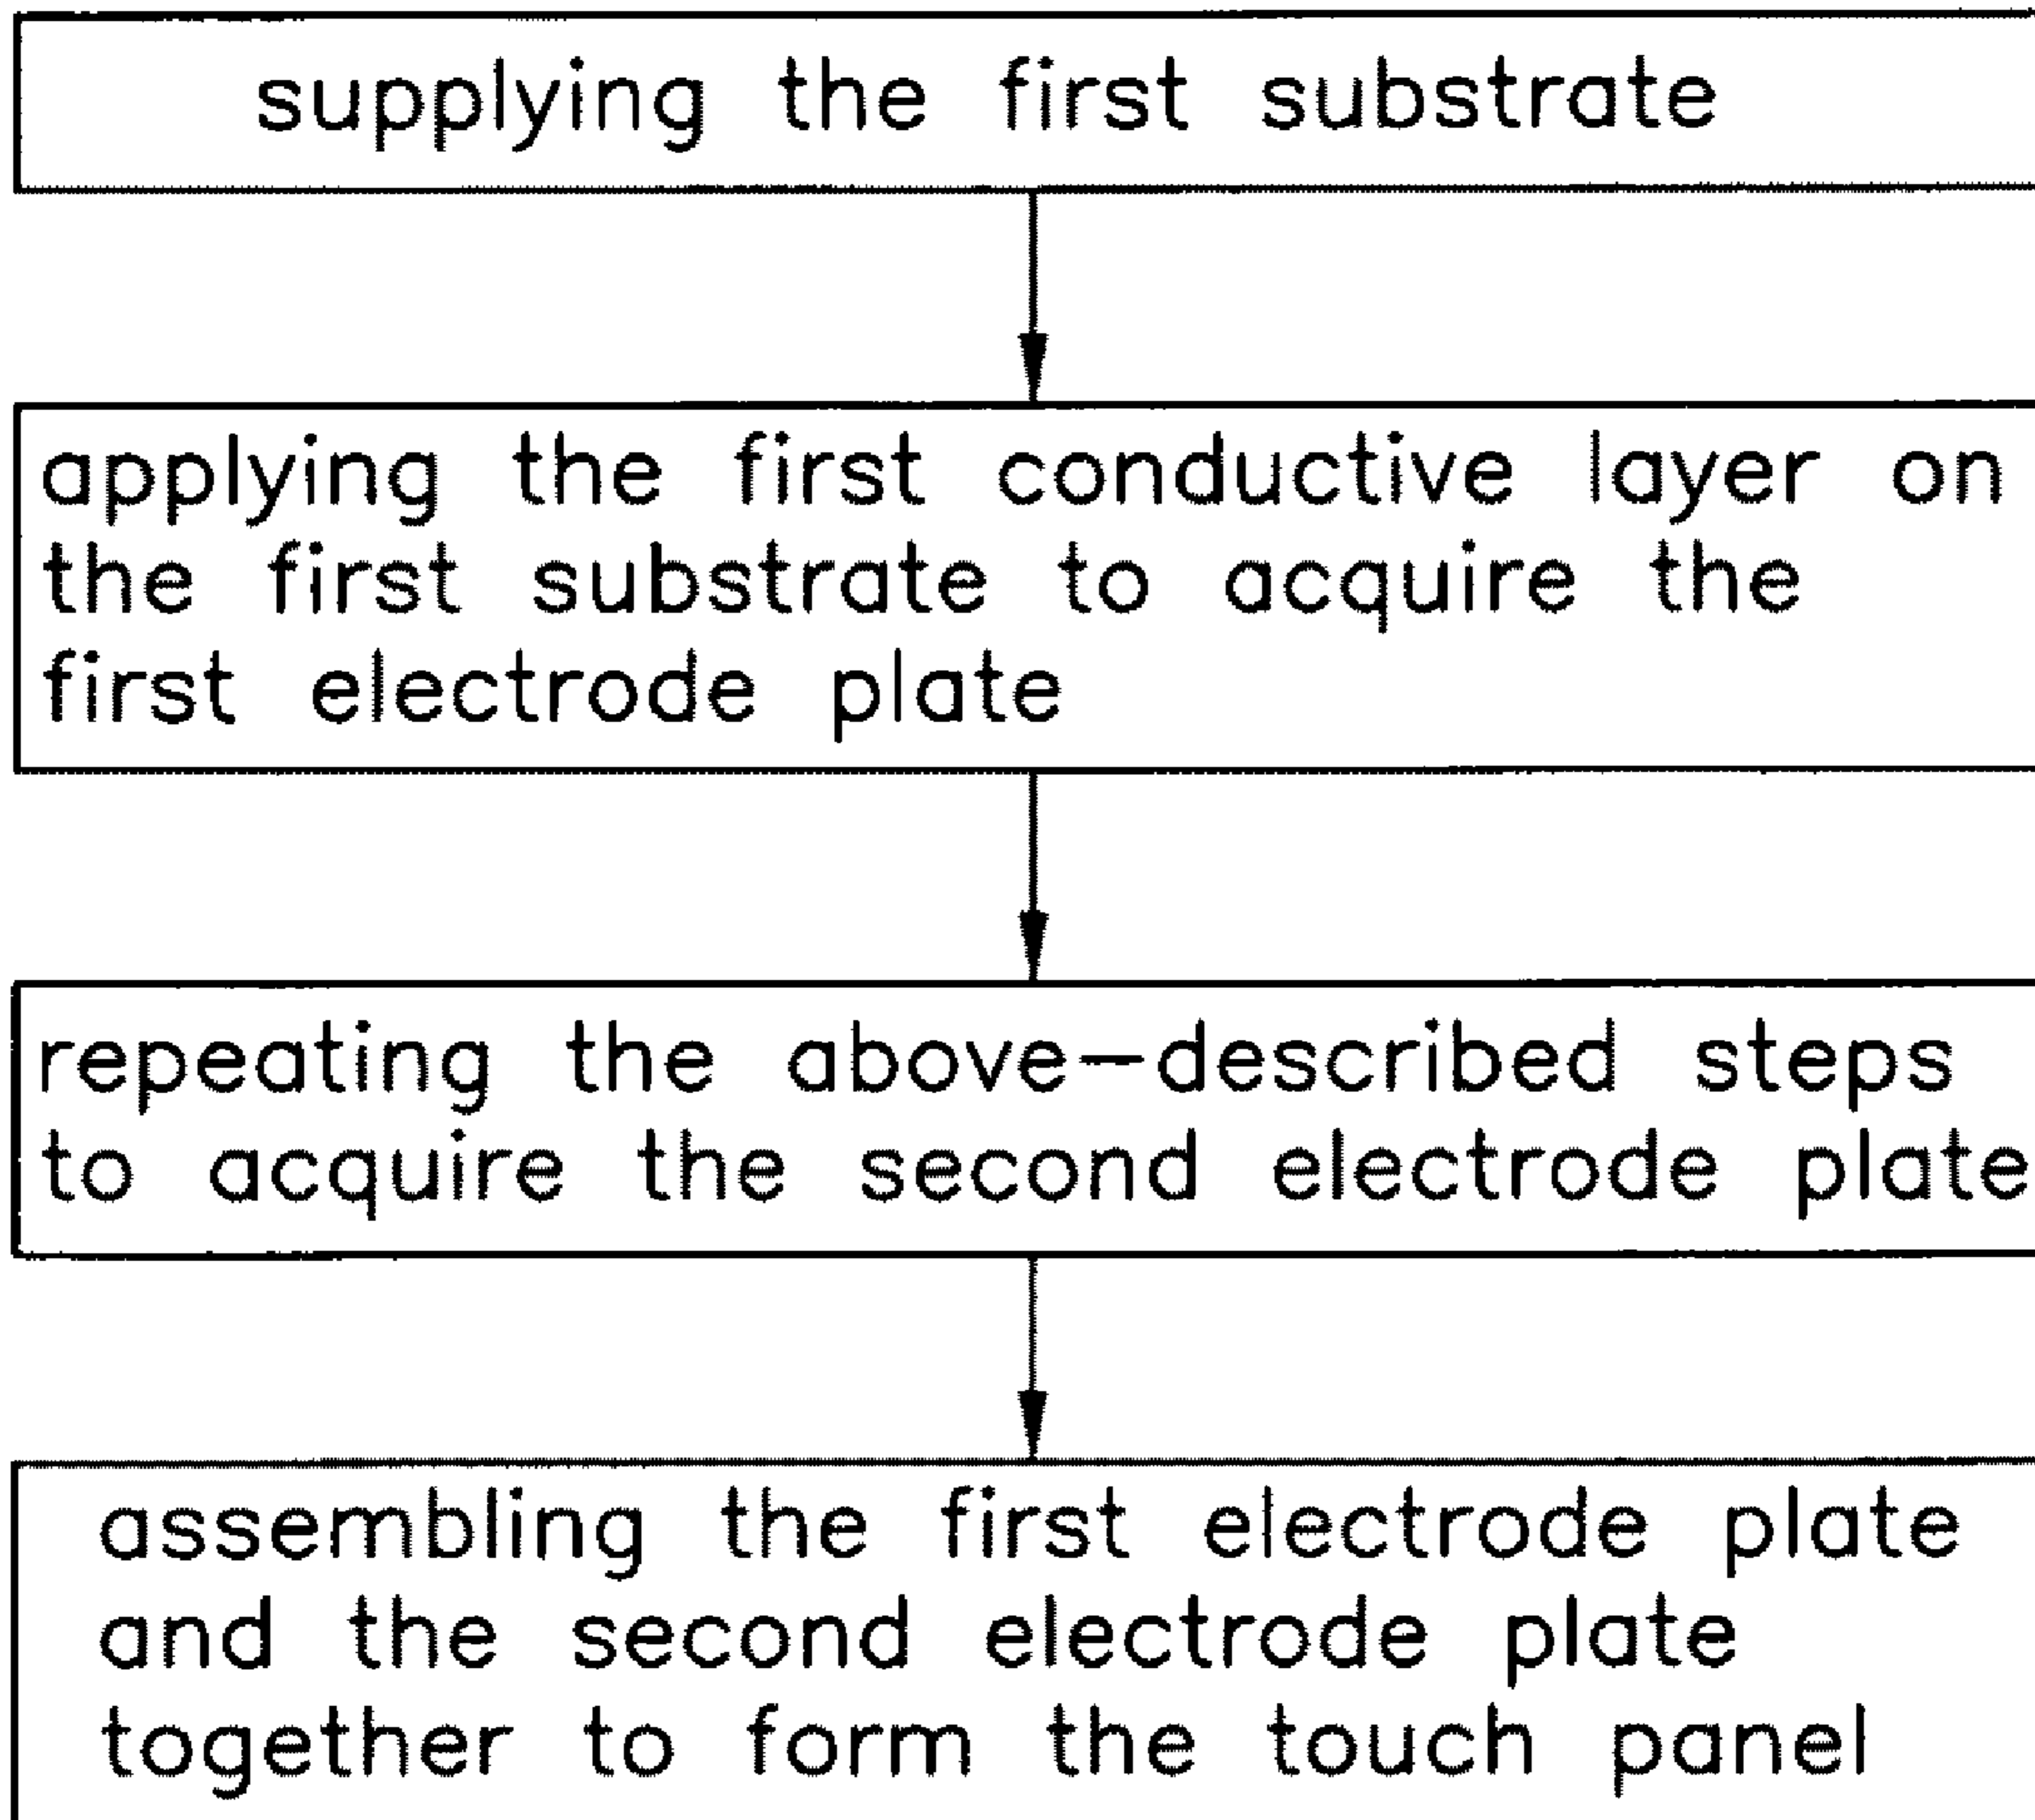 supplying the first substrate
applying the first conductive layer on
the first substrate to acquire the
first electrode plate
repeating the above-described steps
to acquire the second electrode plate
assembling the first electrode plate
and the second electrode plate
together to form the touch panel